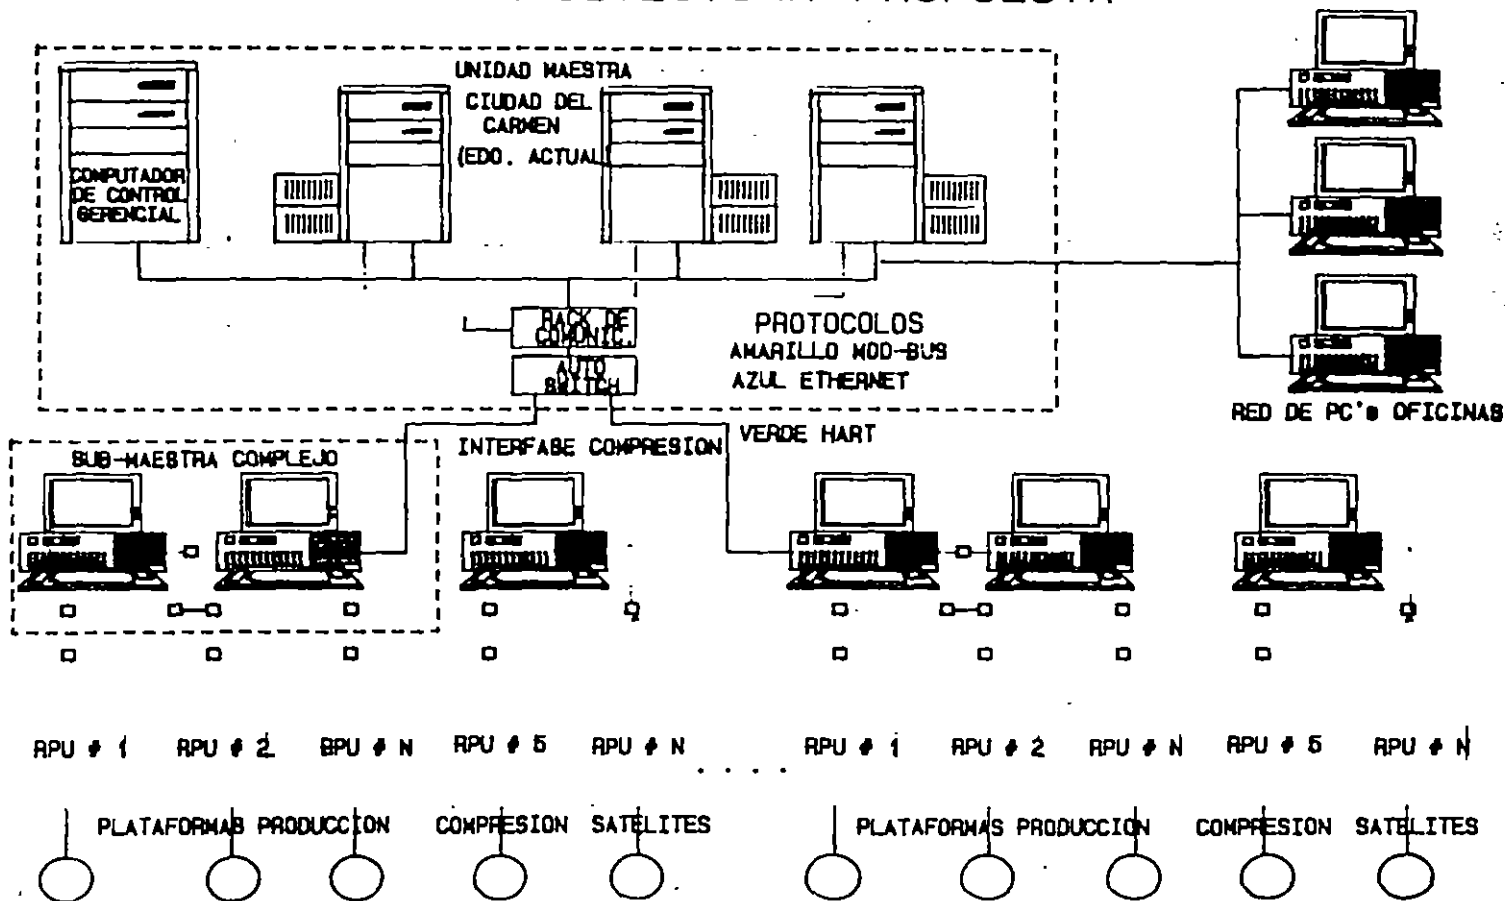 PROPUESTA
UNIDAD MAESTRA
CIUDAD DEL
CARMEN
(EDO. ACTUAL
COMPUTADOR
DE CONTROL
GERENCIAL
RACK DE
COMUNIC.
AUTO
SWITCH
PROTOCOLOS
AMARILLO MOD-BUS
AZUL ETHERNET
VERDE HART
RED DE PC's OFICINAS
SUB-MAESTRA COMPLEJO
INTERFASE COMPRESION
RPU # 1 RPU # 2 RPU # N RPU # 5 RPU # N . . . . RPU # 1 RPU # 2 RPU # N RPU # 5 RPU # N
PLATAFORMAS PRODUCCION COMPRESION SATELITES PLATAFORMAS PRODUCCION COMPRESION SATELITES